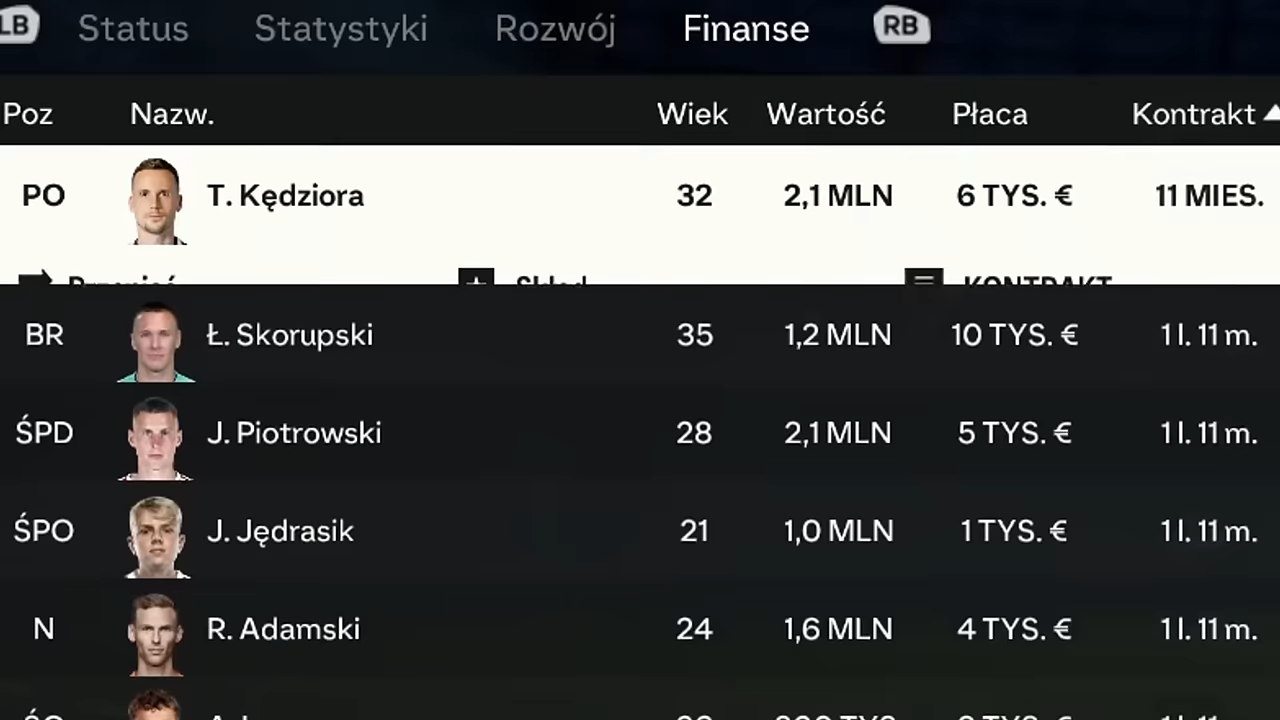 LB Status Statystyki Rozwój Finanse RB
Poz Nazw. Wiek Wartość Płaca Kontrakt
PO T. Kędziora 32 2,1 MLN 6 TYS. € 11 MIES.
Przenieś Skład KONTRAKT
BR Ł. Skorupski 35 1,2 MLN 10 TYS. € 1 l. 11 m.
ŚPD J. Piotrowski 28 2,1 MLN 5 TYS. € 1 l. 11 m.
ŚPO J. Jędrasik 21 1,0 MLN 1 TYS. € 1 l. 11 m.
N R. Adamski 24 1,6 MLN 4 TYS. € 1 l. 11 m.